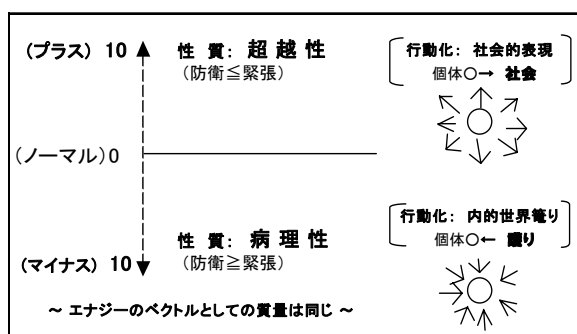 (プラス) 10
性 質: 超 越 性
(防衛≦緊張)
行動化: 社会的表現
個体○→ 社会
(ノーマル) 0
性 質: 病 理 性
(防衛≧緊張)
行動化: 内的世界篭り
個体○← 篭り
(マイナス) 10
~ エナジーのベクトルとしての質量は同じ ~